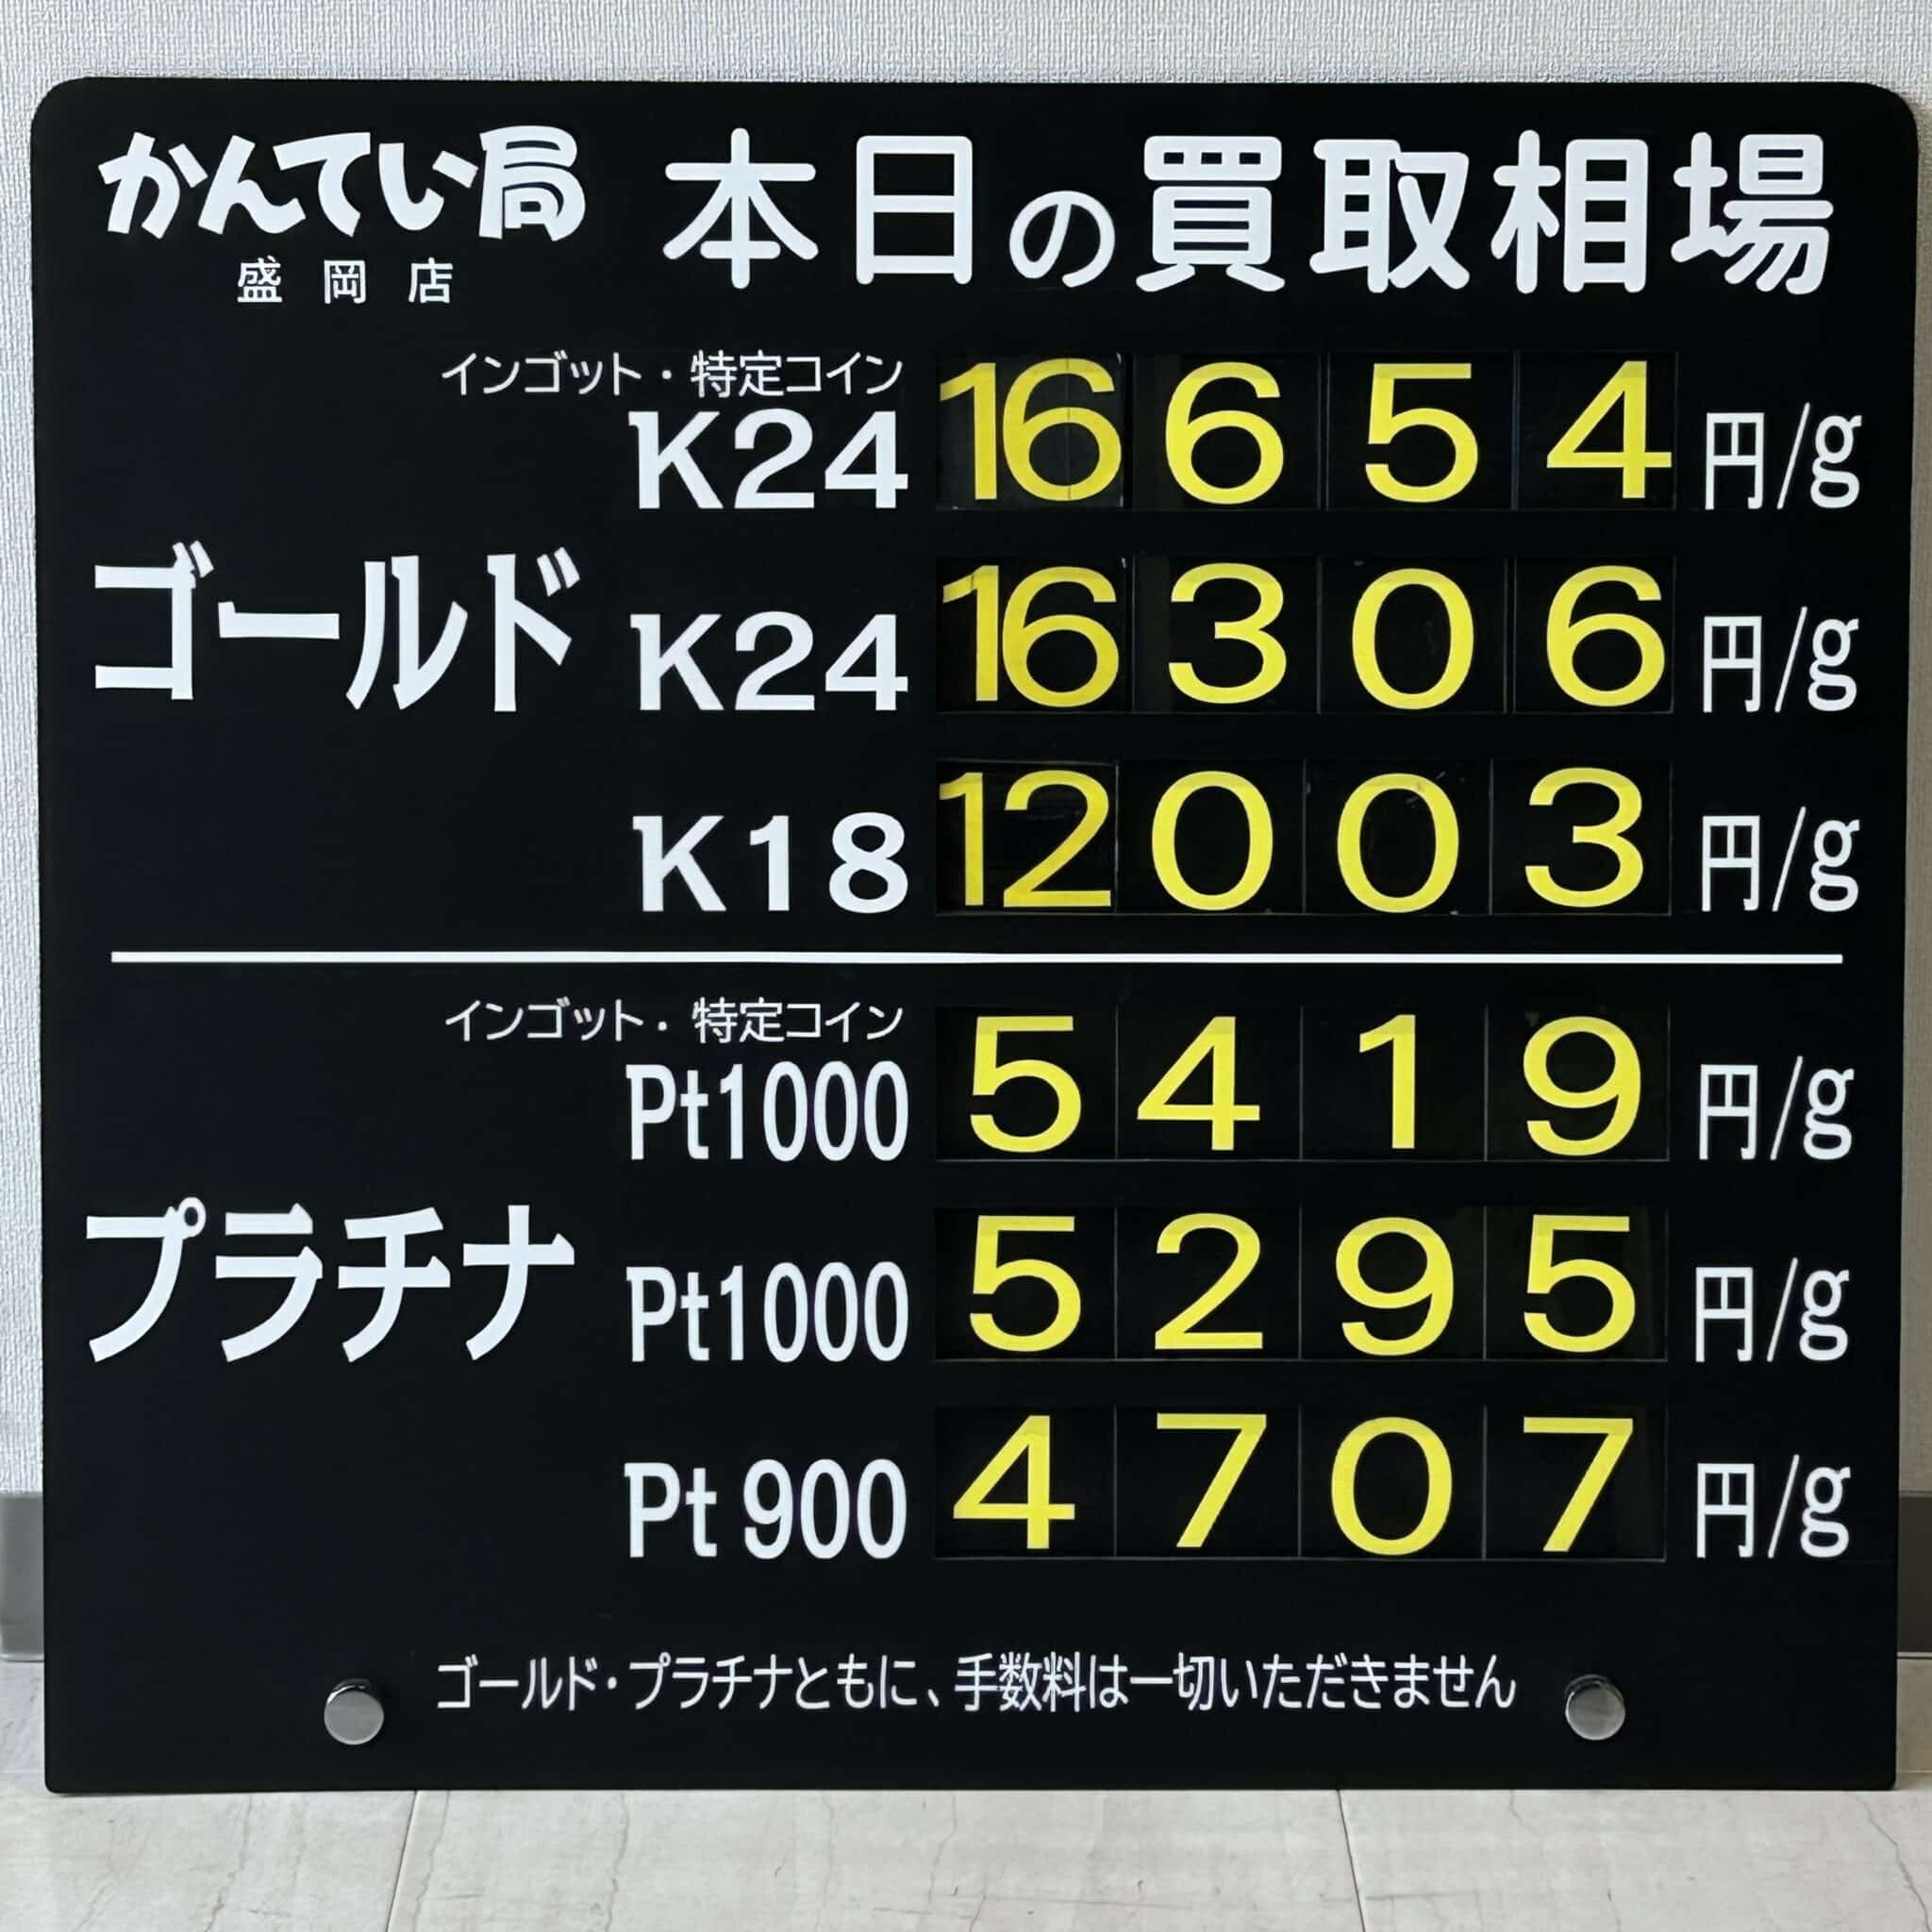 かんてい局 本日の買取相場
盛岡店
インゴット・特定コイン
K24 16654 円/g
ゴールド K24 16306 円/g
K18 12003 円/g
インゴット・特定コイン
Pt1000 5419 円/g
プラチナ Pt1000 5295 円/g
Pt900 4707 円/g
ゴールド・プラチナともに、手数料は一切いただきません